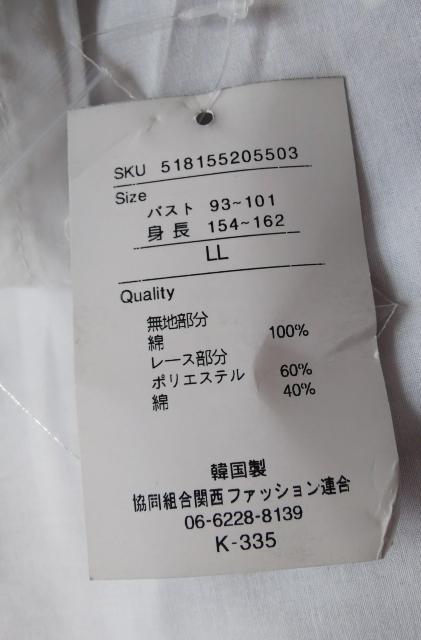 SKU 518155205503
Size
バスト 93~101
身長 154~162
LL
Quality
無地部分
綿 100%
レース部分
ポリエステル 60%
綿 40%
韓国製
協同組合関西ファッション連合
06-6228-8139
K-335